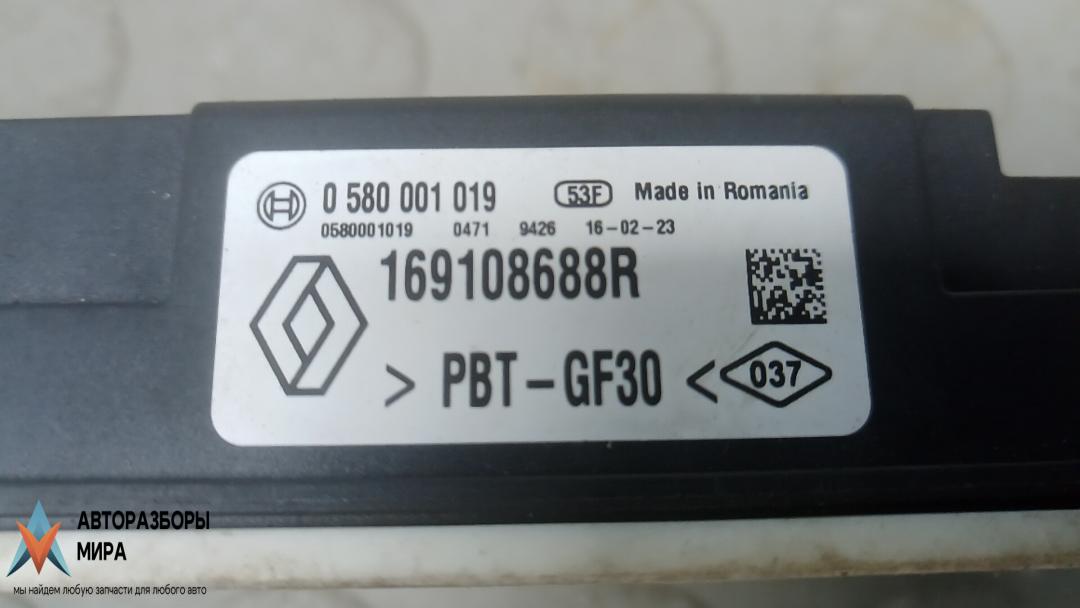 0 580 001 019 53F Made in Romania
0580001019 0471 9426 16-02-23
169108688R
> PBT-GF30 < 037
АВТОРАЗБОРЫ
МИРА
мы найдем любую запчасти для любого авто